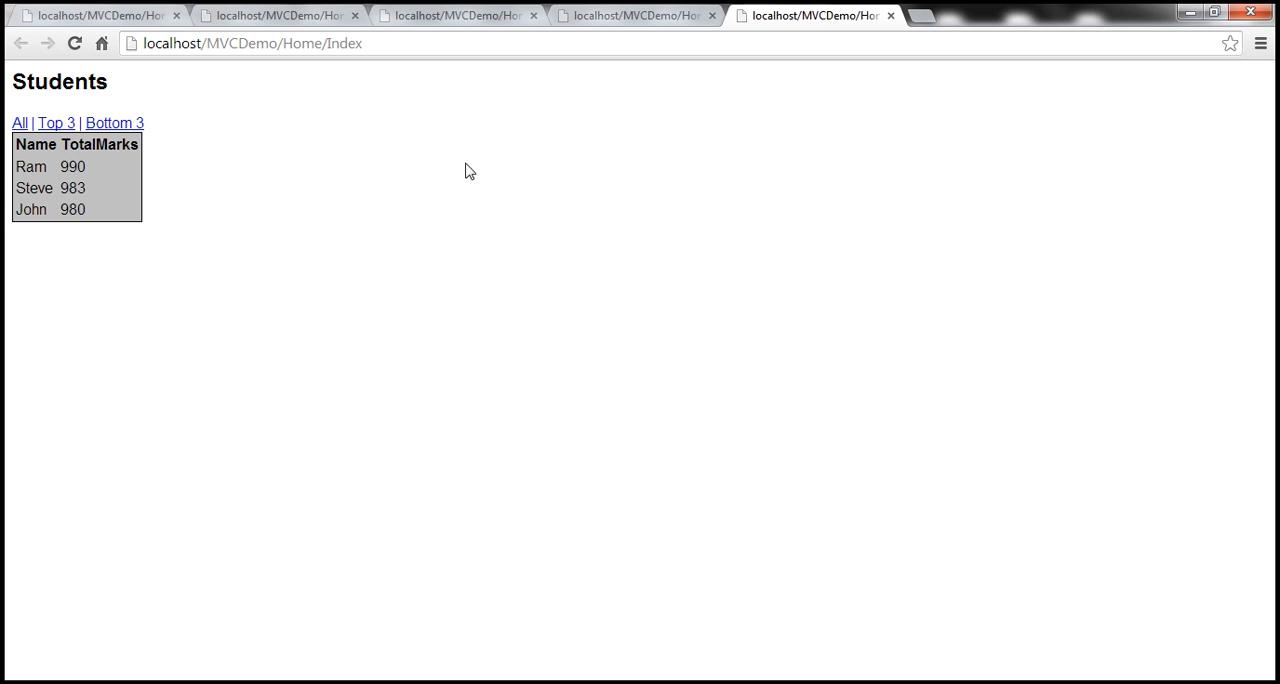 localhost/MVCDemo/Hor
localhost/MVCDemo/Hor
localhost/MVCDemo/Hor
localhost/MVCDemo/Hor
localhost/MVCDemo/Hor
localhost/MVCDemo/Home/Index
Students
All | Top 3 | Bottom 3
Name TotalMarks
Ram 990
Steve 983
John 980